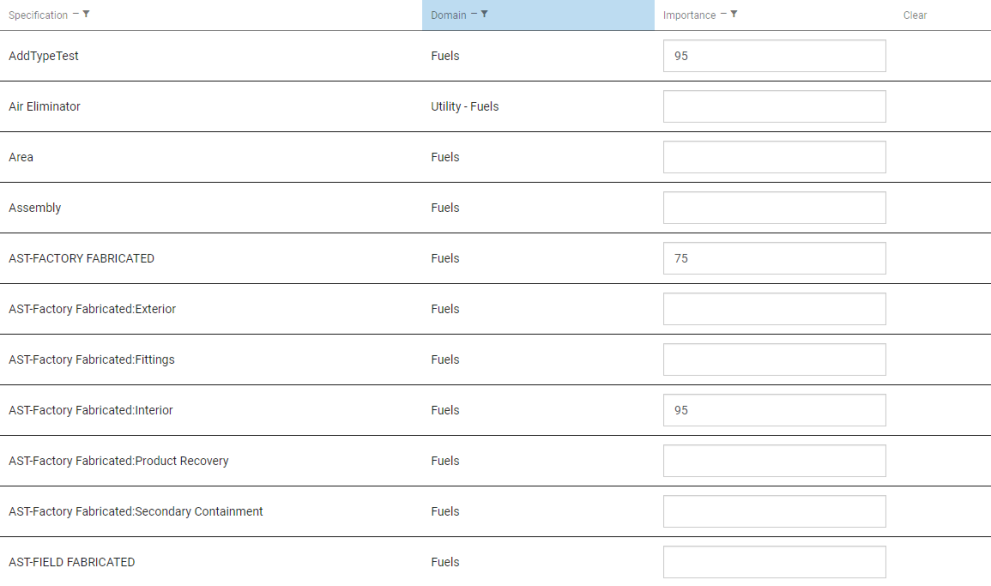 Specification Domain Importance Clear
AddTypeTest Fuels 95
Air Eliminator Utility - Fuels
Area Fuels
Assembly Fuels
AST-FACTORY FABRICATED Fuels 75
AST-Factory Fabricated:Exterior Fuels
AST-Factory Fabricated:Fittings Fuels
AST-Factory Fabricated:Interior Fuels 95
AST-Factory Fabricated:Product Recovery Fuels
AST-Factory Fabricated:Secondary Containment Fuels
AST-FIELD FABRICATED Fuels